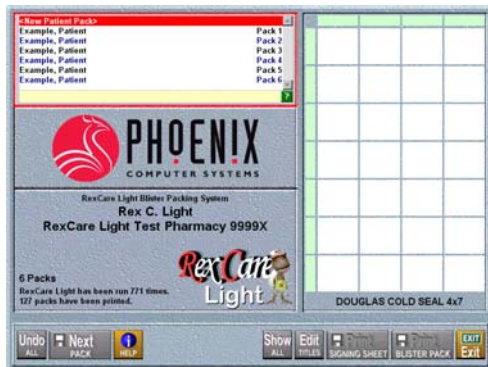 <New Patient Pack>
Example, Patient Pack 1
Example, Patient Pack 2
Example, Patient Pack 3
Example, Patient Pack 4
Example, Patient Pack 5
Example, Patient Pack 6
?
PHOENIX
COMPUTER SYSTEMS
RexCare Light Blister Packing System
Rex C. Light
RexCare Light Test Pharmacy 9999X
6 Packs
RexCare Light has been run 771 times.
127 packs have been printed.
Rex Care
Light
DOUGLAS COLD SEAL 4x7
Undo ALL
Next PACK
HELP
Show ALL
Edit TITLES
Print SIGNING SHEET
Print BLISTER PACK
EXIT Exit